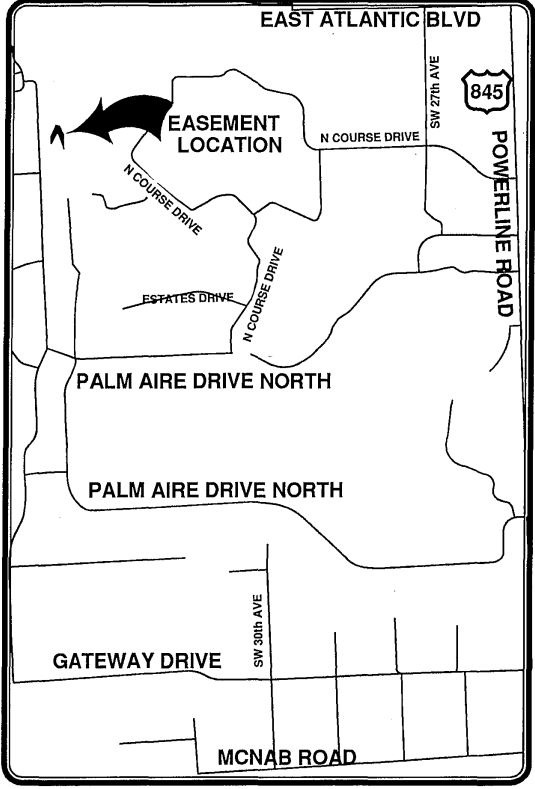 EAST ATLANTIC BLVD
SW 27th AVE
845
EASEMENT
LOCATION
N COURSE DRIVE
POWERLINE ROAD
N COURSE DRIVE
N COURSE DRIVE
ESTATES DRIVE
PALM AIRE DRIVE NORTH
PALM AIRE DRIVE NORTH
SW 30th AVE
GATEWAY DRIVE
MCNAB ROAD